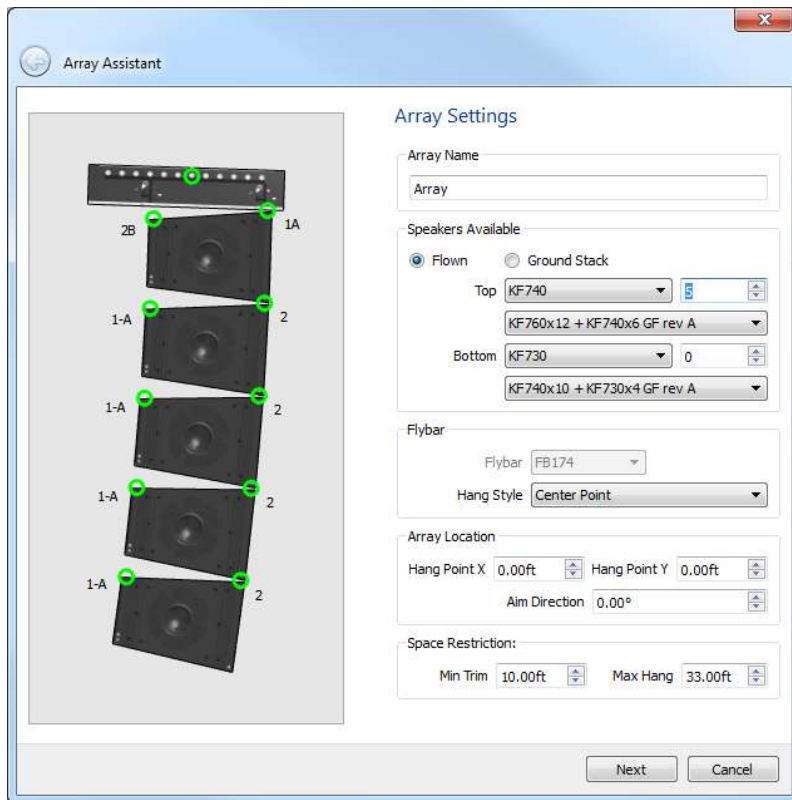 Array Assistant
2B
1A
1-A
2
1-A
2
1-A
2
1-A
2
Array Settings
Array Name
Array
Speakers Available
Flown Ground Stack
Top KF740 5
KF760x12 + KF740x6 GF rev A
Bottom KF730 0
KF740x10 + KF730x4 GF rev A
Flybar
Flybar FB174
Hang Style Center Point
Array Location
Hang Point X 0.00ft Hang Point Y 0.00ft
Aim Direction 0.00°
Space Restriction:
Min Trim 10.00ft Max Hang 33.00ft
Next Cancel